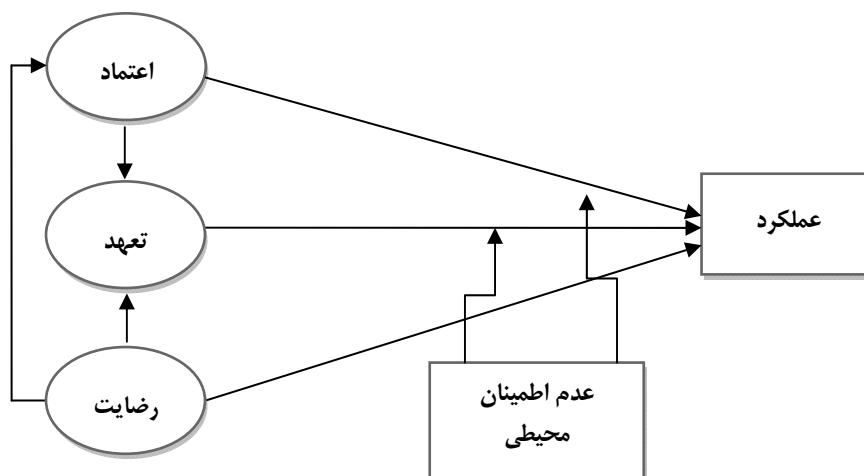 اعتماد
تعهد
عملکرد
رضایت
عدم اطمینان
محیطی